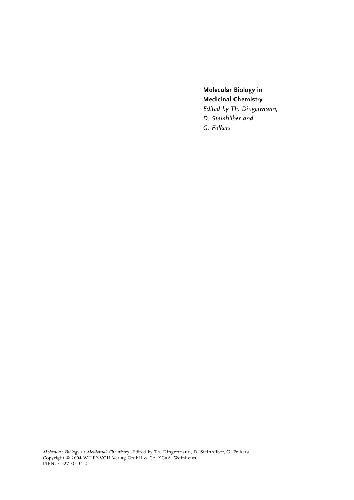 Molecular Biology in
Medicinal Chemistry
Edited by Th. Dingermann,
D. Steinhilber and
G. Folkers
Molecular Biology in Medicinal Chemistry. Edited by Th. Dingermann, D. Steinhilber, G. Folkers
Copyright © 2004 WILEY-VCH Verlag GmbH & Co. KGaA, Weinheim
ISBN: